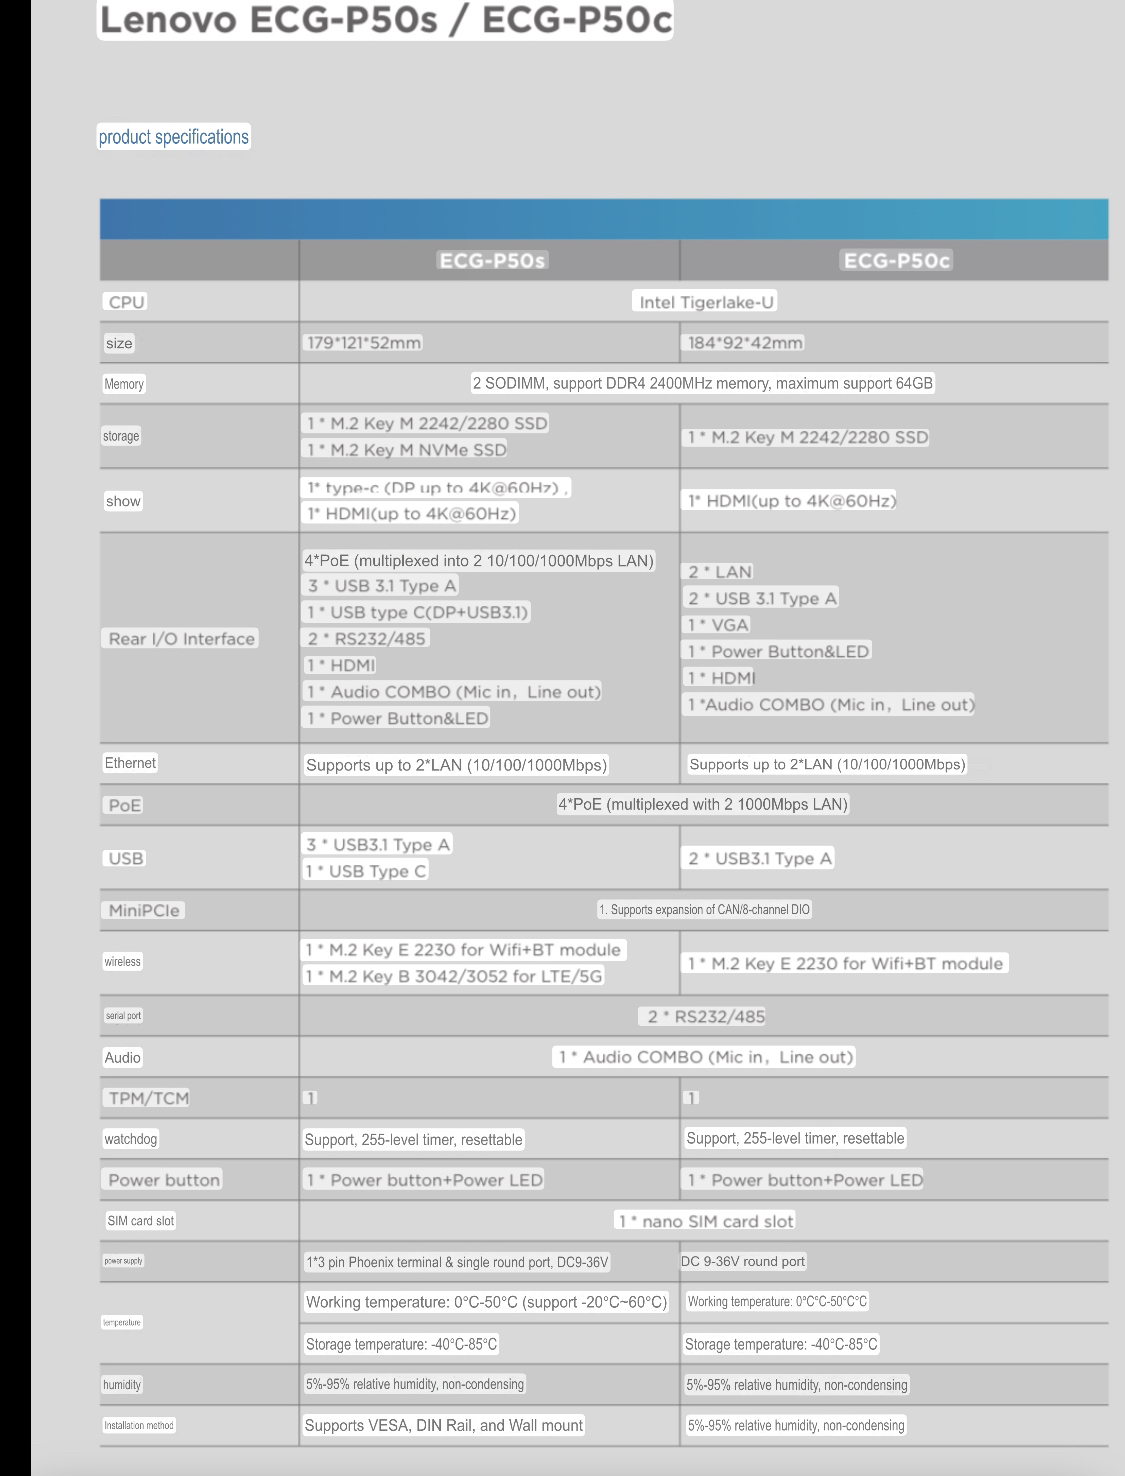 Lenovo ECG-P50s / ECG-P50c
product specifications
ECG-P50s ECG-P50c
CPU Intel Tigerlake-U
size 179*121*52mm 184*92*42mm
Memory 2 SODIMM, support DDR4 2400MHz memory, maximum support 64GB
storage 1 * M.2 Key M 2242/2280 SSD
1 * M.2 Key M NVMe SSD
1 * M.2 Key M 2242/2280 SSD
show 1* type-c (DP up to 4K@60Hz) ,
1* HDMI(up to 4K@60Hz)
1* HDMI(up to 4K@60Hz)
Rear I/O Interface
4*PoE (multiplexed into 2 10/100/1000Mbps LAN)
3 * USB 3.1 Type A
1 * USB type C(DP+USB3.1)
2 * RS232/485
1 * HDMI
1 * Audio COMBO (Mic in, Line out)
1 * Power Button&LED
2 * LAN
2 * USB 3.1 Type A
1 * VGA
1 * Power Button&LED
1 * HDMI
1 *Audio COMBO (Mic in, Line out)
Ethernet Supports up to 2*LAN (10/100/1000Mbps) Supports up to 2*LAN (10/100/1000Mbps)
PoE 4*PoE (multiplexed with 2 1000Mbps LAN)
USB 3 * USB3.1 Type A
1 * USB Type C
2 * USB3.1 Type A
MiniPCIe 1. Supports expansion of CAN/8-channel DIO
wireless 1 * M.2 Key E 2230 for Wifi+BT module
1 * M.2 Key B 3042/3052 for LTE/5G
1 * M.2 Key E 2230 for Wifi+BT module
serial port 2 * RS232/485
Audio 1 * Audio COMBO (Mic in, Line out)
TPM/TCM 1 1
watchdog Support, 255-level timer, resettable Support, 255-level timer, resettable
Power button 1 * Power button+Power LED 1 * Power button+Power LED
SIM card slot 1 * nano SIM card slot
power supply 1*3 pin Phoenix terminal & single round port, DC9-36V DC 9-36V round port
temperature
Working temperature: 0°C-50°C (support -20°C~60°C) Working temperature: 0°C°C-50°C°C
Storage temperature: -40°C-85°C Storage temperature: -40°C-85°C
humidity 5%-95% relative humidity, non-condensing 5%-95% relative humidity, non-condensing
Installation method Supports VESA, DIN Rail, and Wall mount 5%-95% relative humidity, non-condensing